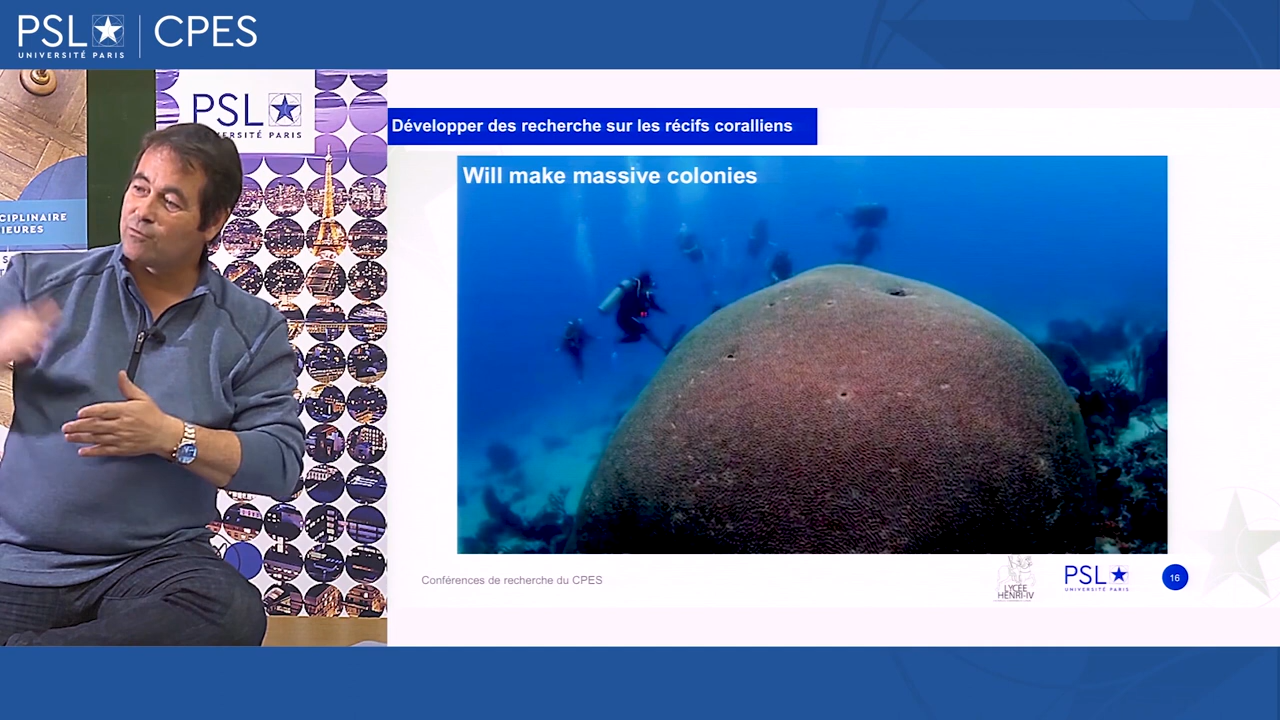 PSL CPES
UNIVERSITÉ PARIS
PSL
UNIVERSITÉ PARIS
CIPLINAIRE
IEURES
Développer des recherche sur les récifs coralliens
Will make massive colonies
Conférences de recherche du CPES
LYCÉE
HENRI-IV
PSL
UNIVERSITÉ PARIS
16